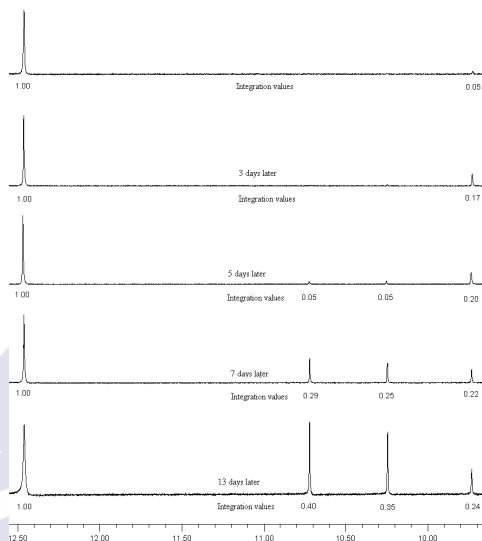 1.00 Integration values 0.05
3 days later
1.00 Integration values 0.17
5 days later
1.00 Integration values 0.05 0.05 0.20
7 days later
1.00 Integration values 0.29 0.25 0.22
13 days later
1.00 Integration values 0.40 0.35 0.24
12.50 12.00 11.50 11.00 10.50 10.00